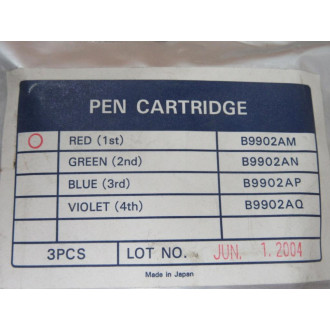 PEN CARTRIDGE
RED (1st) B9902AM
GREEN (2nd) B9902AN
BLUE (3rd) B9902AP
VIOLET (4th) B9902AQ
3PCS LOT NO. JUN. 1.2004
Made in Japan